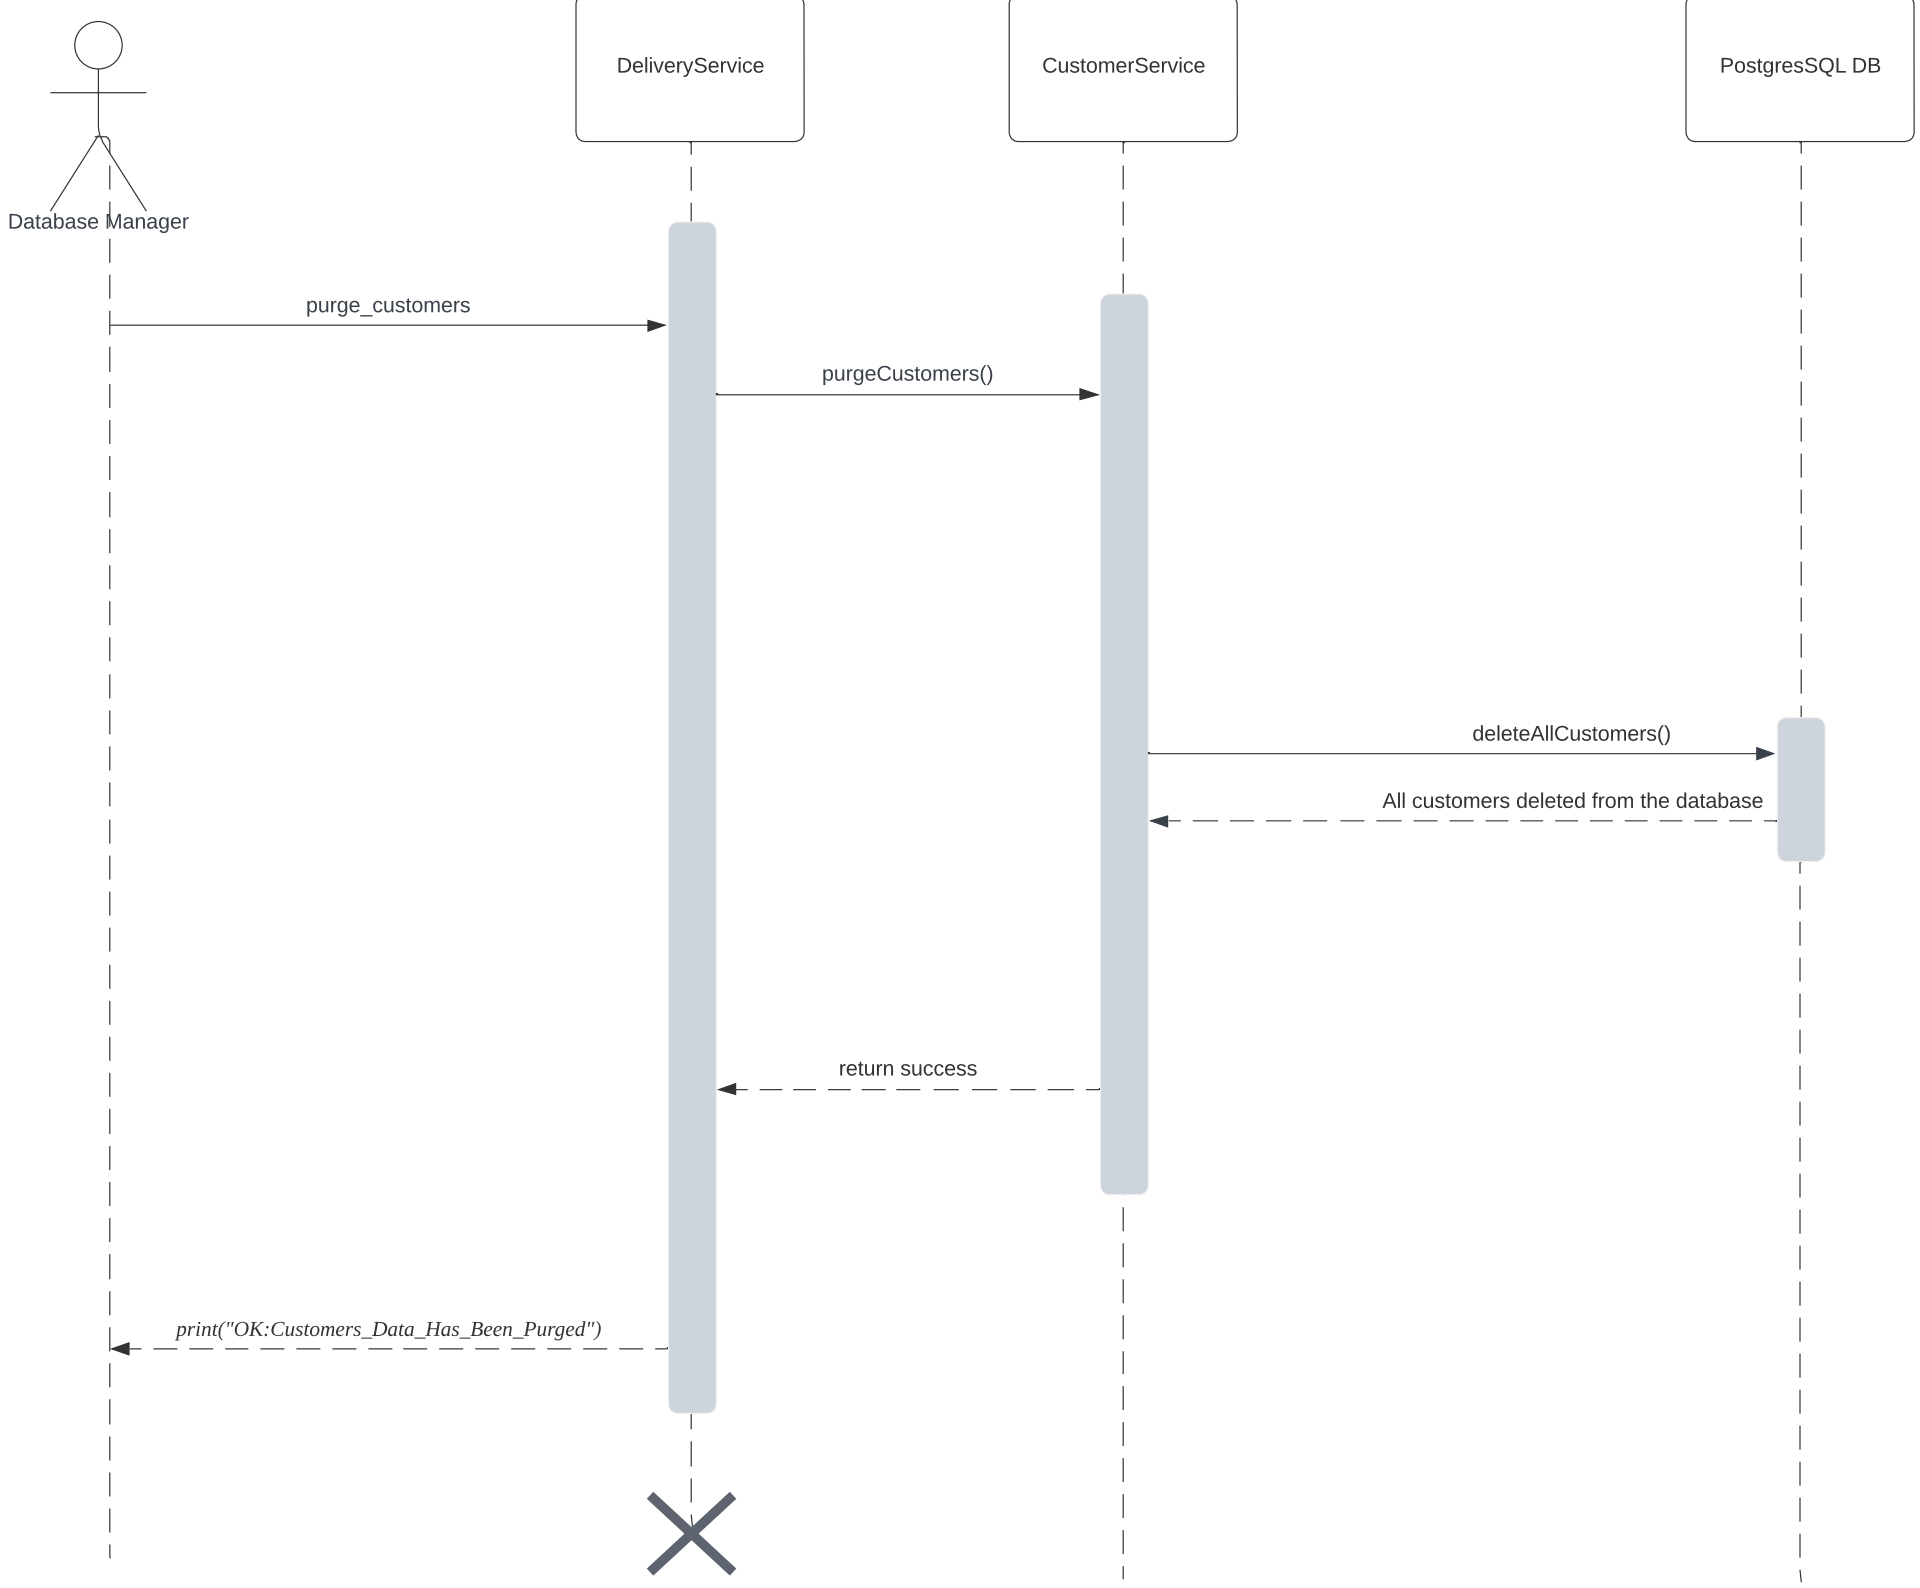 DeliveryService
CustomerService
PostgresSQL DB
Database Manager
purge_customers
purgeCustomers()
deleteAllCustomers()
All customers deleted from the database
return success
print("OK:Customers_Data_Has_Been_Purged")